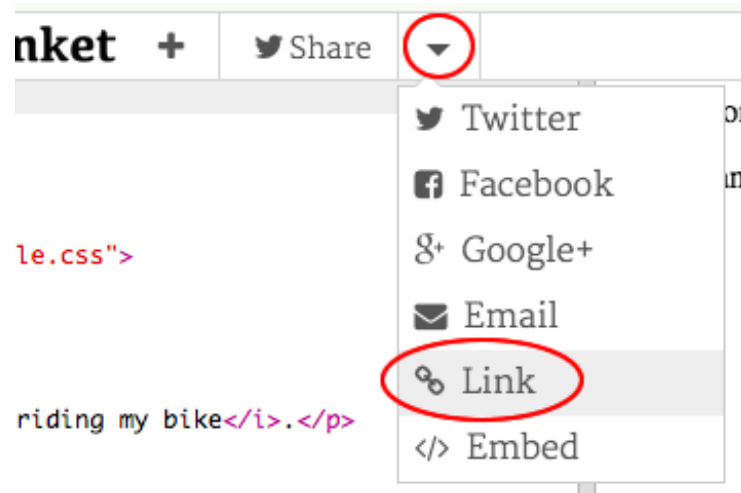 nket + Share
Twitter
Facebook
g+ Google+
le.css">
Email
Link
riding my bike</i>.</p>
</> Embed